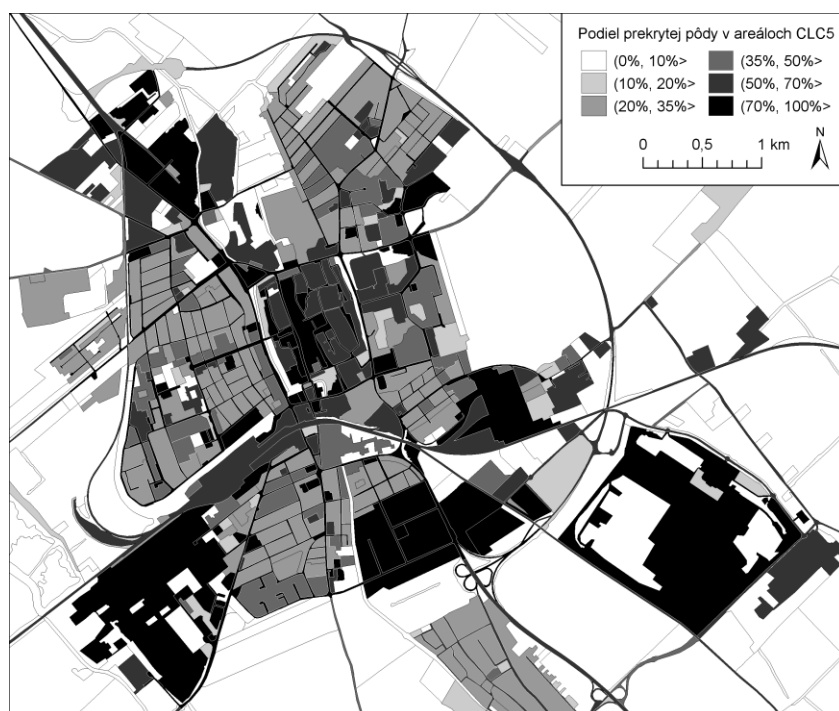 Podiel prekrytej pôdy v areáloch CLC5
(0%, 10%>
(10%, 20%>
(20%, 35%>
(35%, 50%>
(50%, 70%>
(70%, 100%>
0 0,5 1 km
N